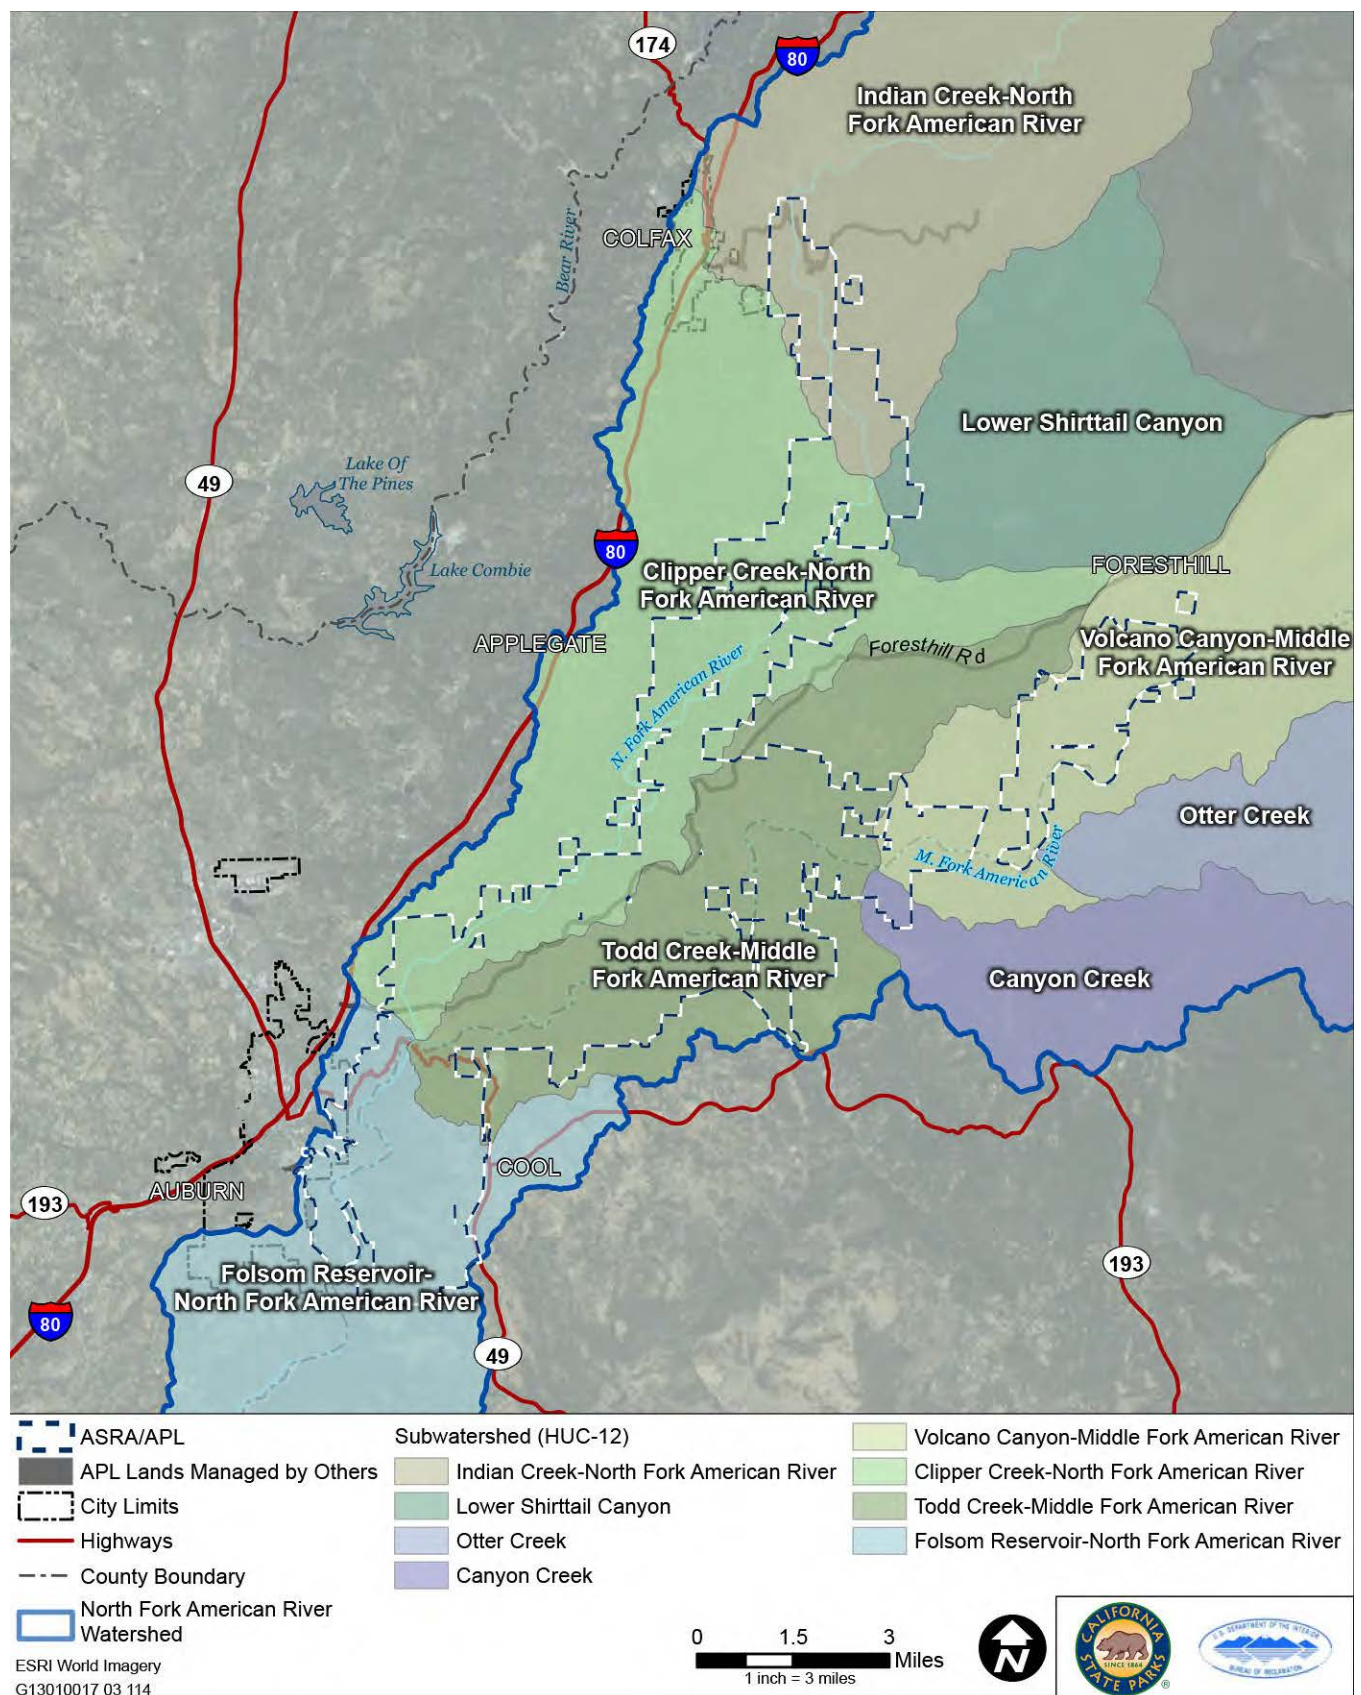 174
80
Indian Creek-North
Fork American River
Bear River
COLFAX
Lower Shirttail Canyon
Lake Of
The Pines
49
80
Lake Combie
Clipper Creek-North
Fork American River
FORESTHILL
APPLEGATE
Foresthill Rd
Volcano Canyon-Middle
Fork American River
N. Fork American River
Otter Creek
M. Fork American River
Todd Creek-Middle
Fork American River
Canyon Creek
COOL
193
AUBURN
193
Folsom Reservoir-
North Fork American River
80
49
ASRA/APL
APL Lands Managed by Others
City Limits
Highways
County Boundary
North Fork American River
Watershed
Subwatershed (HUC-12)
Indian Creek-North Fork American River
Lower Shirttail Canyon
Otter Creek
Canyon Creek
Volcano Canyon-Middle Fork American River
Clipper Creek-North Fork American River
Todd Creek-Middle Fork American River
Folsom Reservoir-North Fork American River
ESRI World Imagery
G13010017 03 114
0 1.5 3
Miles
1 inch = 3 miles
N
CALIFORNIA
SINCE 1864
STATE PARKS
®
U.S. DEPARTMENT OF THE INTERIOR
BUREAU OF RECLAMATION